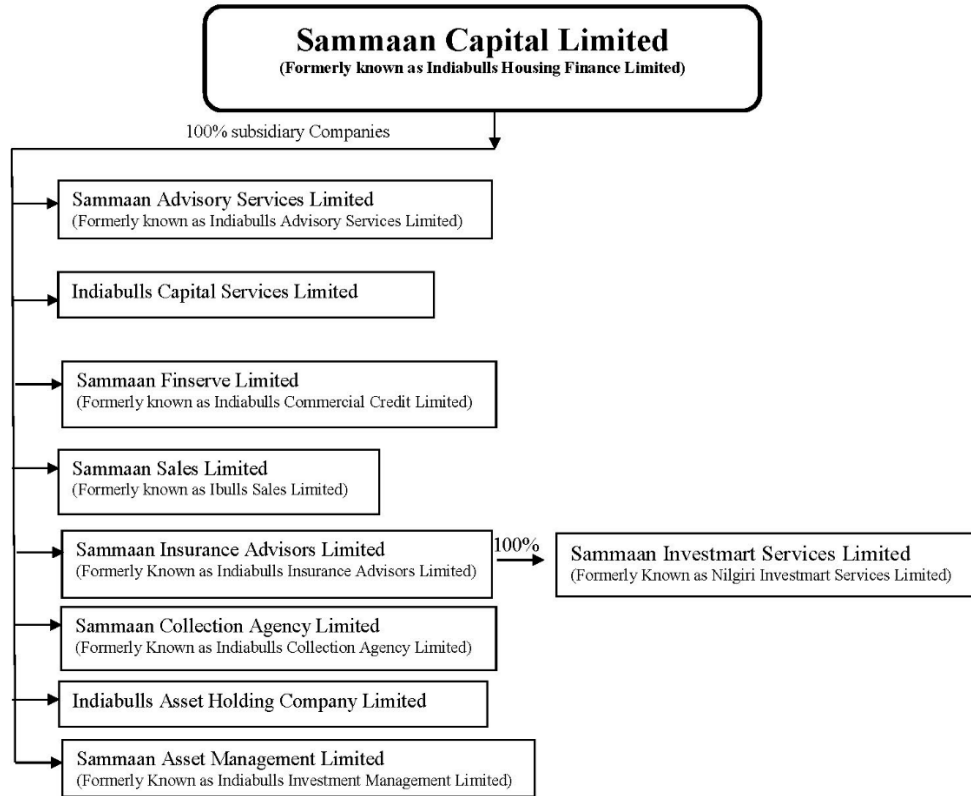 Sammaan Capital Limited
(Formerly known as Indiabulls Housing Finance Limited)
100% subsidiary Companies
Sammaan Advisory Services Limited
(Formerly known as Indiabulls Advisory Services Limited)
Indiabulls Capital Services Limited
Sammaan Finserve Limited
(Formerly known as Indiabulls Commercial Credit Limited)
Sammaan Sales Limited
(Formerly known as Ibulls Sales Limited)
Sammaan Insurance Advisors Limited
(Formerly Known as Indiabulls Insurance Advisors Limited)
100%
Sammaan Investmart Services Limited
(Formerly Known as Nilgiri Investmart Services Limited)
Sammaan Collection Agency Limited
(Formerly Known as Indiabulls Collection Agency Limited)
Indiabulls Asset Holding Company Limited
Sammaan Asset Management Limited
(Formerly Known as Indiabulls Investment Management Limited)